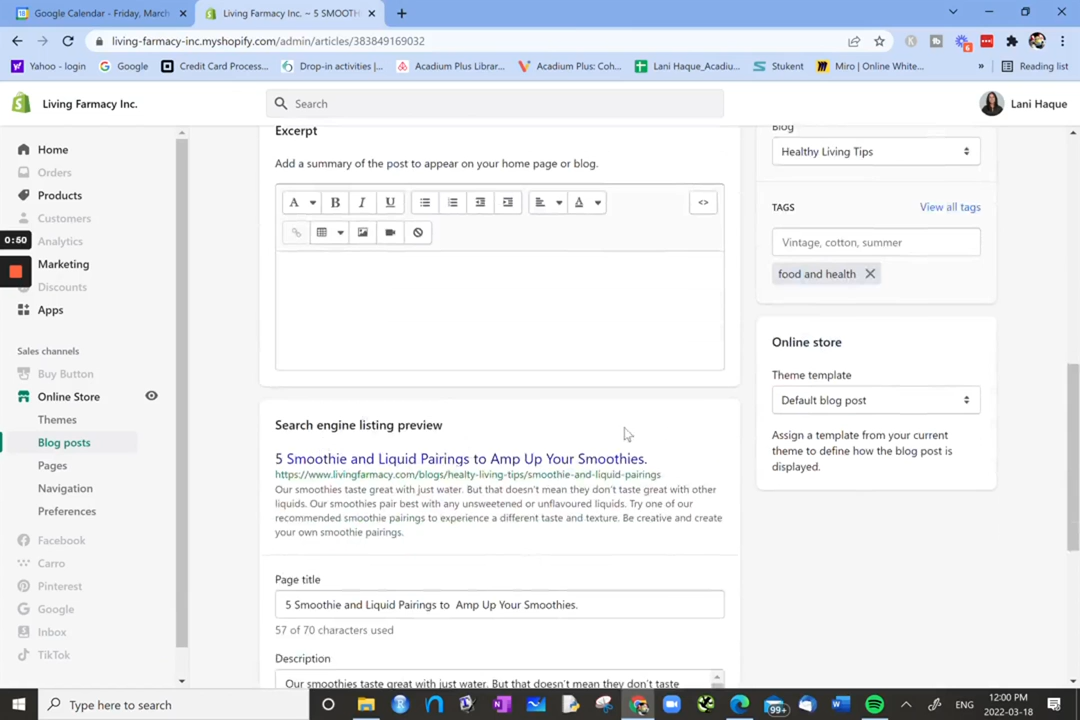 Google Calendar - Friday, March
Living Farmacy Inc. ~ 5 SMOOTH
living-farmacy-inc.myshopify.com/admin/articles/383849169032
Yahoo - login
Google
Credit Card Process...
Drop-in activities |...
Acadium Plus Librar...
Acadium Plus: Coh...
Lani Haque_Acadiu...
Stukent
Miro | Online White...
»
Reading list
Living Farmacy Inc.
Search
Lani Haque
Home
Orders
Products
Customers
0:50
Analytics
Marketing
Discounts
Apps
Sales channels
Buy Button
Online Store
Themes
Blog posts
Pages
Navigation
Preferences
Facebook
Carro
Pinterest
Google
Inbox
TikTok
Excerpt
Add a summary of the post to appear on your home page or blog.
A B I U A <>
Search engine listing preview
5 Smoothie and Liquid Pairings to Amp Up Your Smoothies.
https://www.livingfarmacy.com/blogs/healty-living-tips/smoothie-and-liquid-pairings
Our smoothies taste great with just water. But that doesn't mean they don't taste great with other
liquids. Our smoothies pair best with any unsweetened or unflavoured liquids. Try one of our
recommended smoothie pairings to experience a different taste and texture. Be creative and create
your own smoothie pairings.
Page title
5 Smoothie and Liquid Pairings to  Amp Up Your Smoothies.
57 of 70 characters used
Description
Our smoothies taste great with just water. But that doesn't mean they don't taste
Blog
Healthy Living Tips
TAGS
View all tags
Vintage, cotton, summer
food and health
Online store
Theme template
Default blog post
Assign a template from your current
theme to define how the blog post is
displayed.
Type here to search
99+
ENG
12:00 PM
2022-03-18